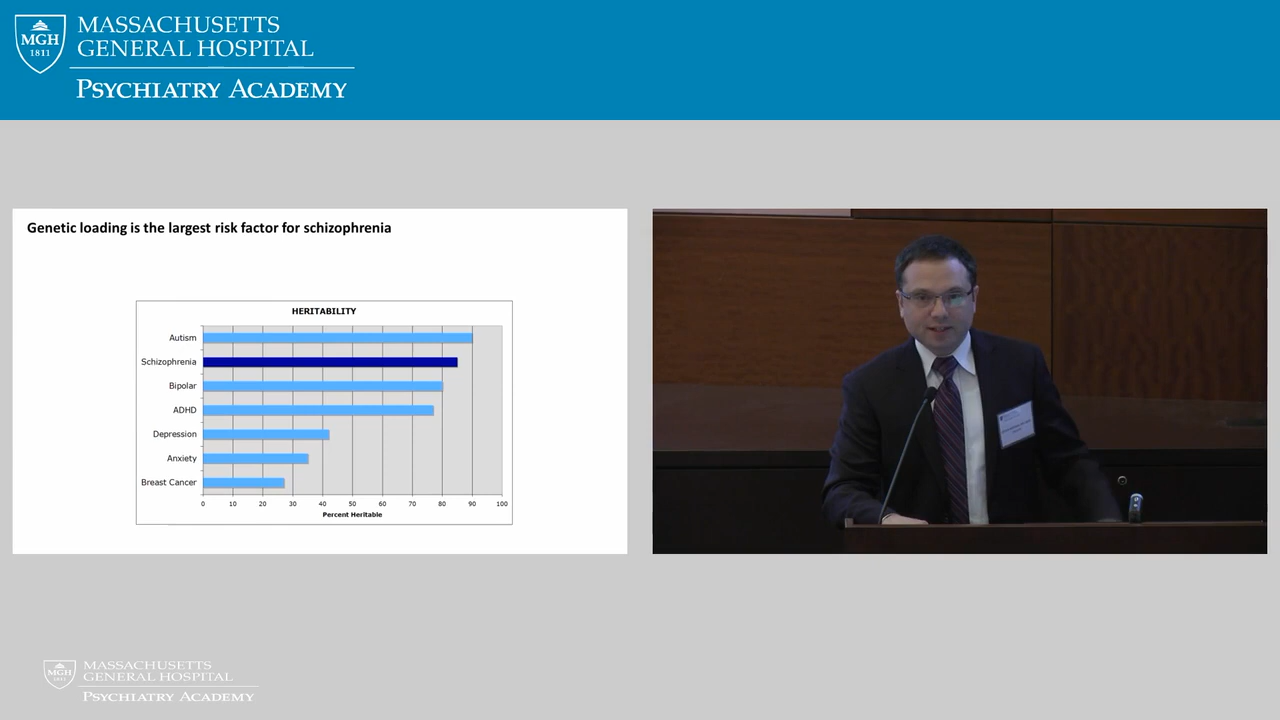 MASSACHUSETTS
GENERAL HOSPITAL
PSYCHIATRY ACADEMY
MGH
1811
Genetic loading is the largest risk factor for schizophrenia
HERITABILITY
Autism
Schizophrenia
Bipolar
ADHD
Depression
Anxiety
Breast Cancer
0 10 20 30 40 50 60 70 80 90 100
Percent Heritable
MGH
1811
MASSACHUSETTS
GENERAL HOSPITAL
PSYCHIATRY ACADEMY